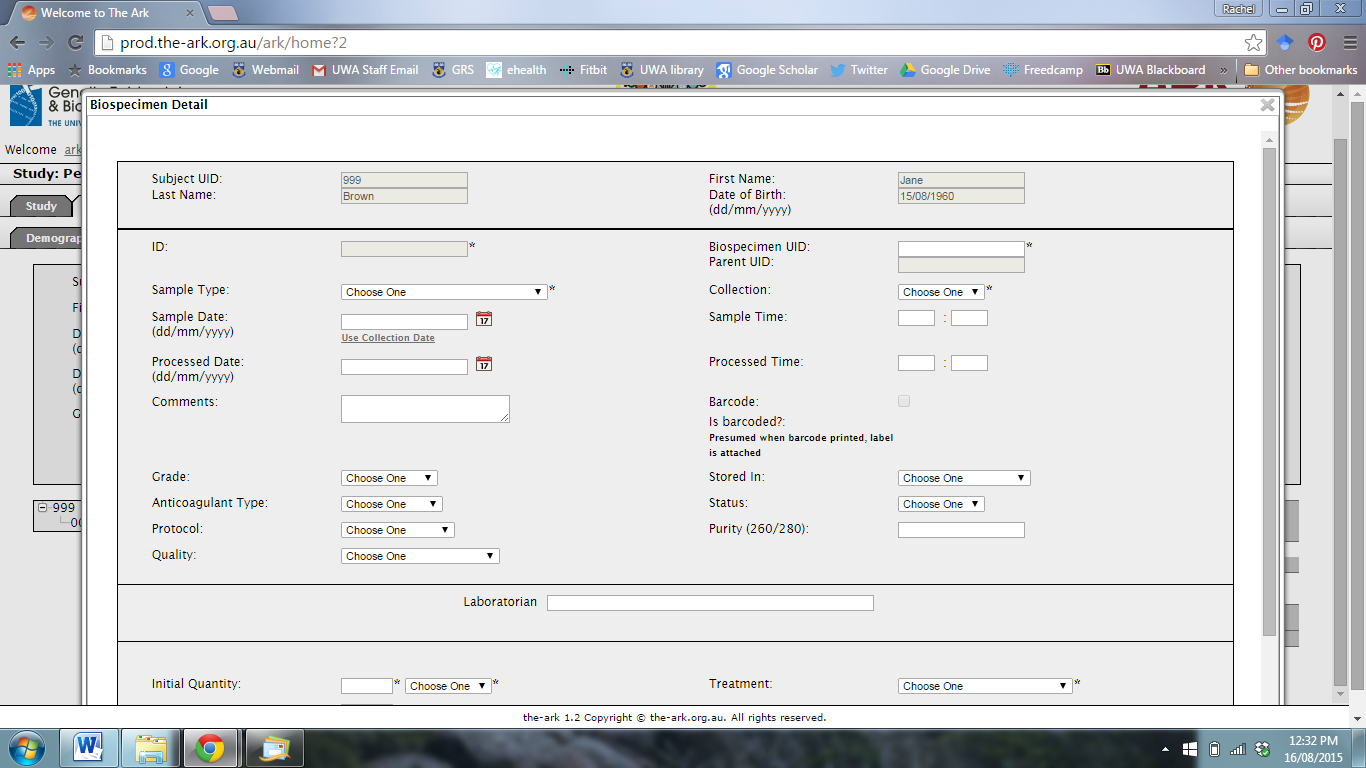 Welcome to The Ark
Rachel
prod.the-ark.org.au/ark/home?2
Apps Bookmarks Google Webmail UWA Staff Email GRS ehealth Fitbit UWA library Google Scholar Twitter Google Drive Freedcamp Bb UWA Blackboard » Other bookmarks
& Bio
THE UNIV
Biospecimen Detail
Welcome ark
Study: Pe
Study
Demograp
Subject UID: 999 First Name: Jane
Last Name: Brown Date of Birth: 15/08/1960
(dd/mm/yyyy)
ID: * Biospecimen UID: *
Parent UID:
Sample Type: Choose One * Collection: Choose One *
Sample Date: 17 Sample Time: :
(dd/mm/yyyy)
Use Collection Date
Processed Date: 17 Processed Time: :
(dd/mm/yyyy)
Comments: Barcode:
Is barcoded?:
Presumed when barcode printed, label
is attached
Grade: Choose One Stored In: Choose One
Anticoagulant Type: Choose One Status: Choose One
Protocol: Choose One Purity (260/280):
Quality: Choose One
999
Laboratorian
Initial Quantity: * Choose One * Treatment: Choose One *
the-ark 1.2 Copyright © the-ark.org.au. All rights reserved.
12:32 PM
16/08/2015